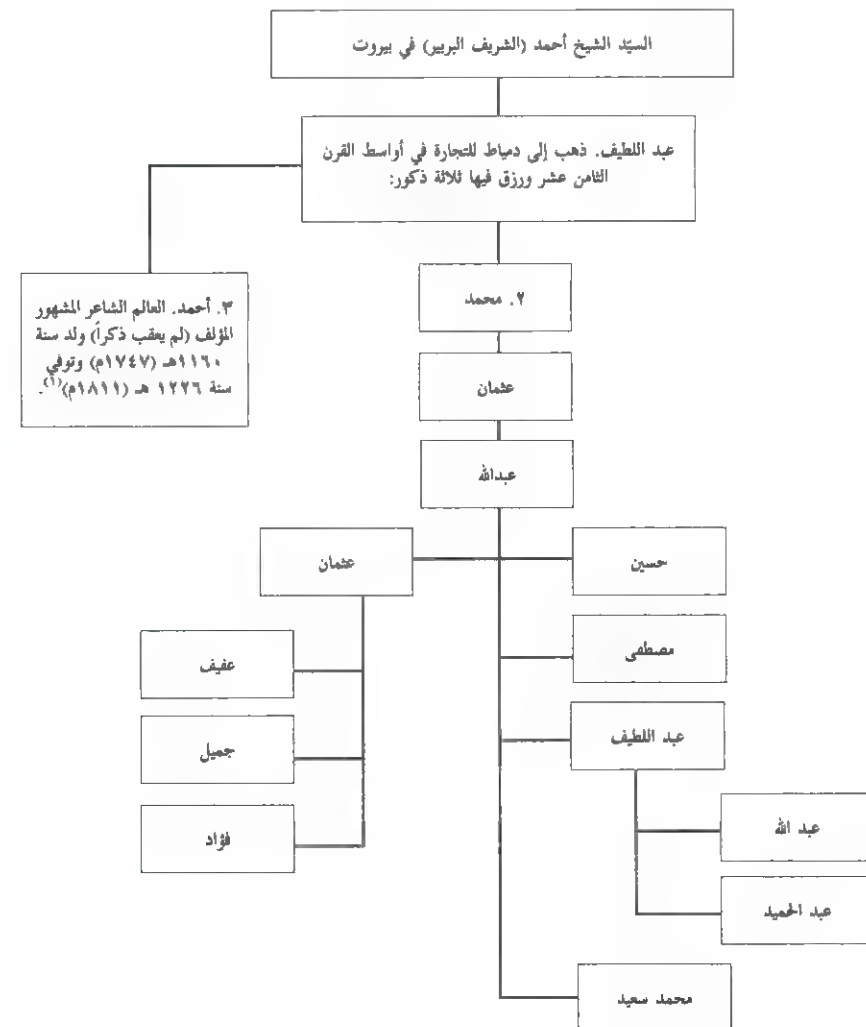 السيّد الشيخ أحمد (الشريف البربير) في بيروت
عبد اللطيف. ذهب إلى دمياط للتجارة في أواسط القرن
الثامن عشر ورزق فيها ثلاثة ذكور:
٢. محمد
٣. أحمد. العالم الشاعر المشهور
المؤلف (لم يعقب ذكراً) ولد سنة
١١٦٠هـ (١٧٤٧م) وتوفي
سنة ١٢٢٦ هـ (١٨١١م)(١).
عثمان
عبدالله
حسين
عثمان
مصطفى
عفيف
عبد اللطيف
جميل
عبد الله
فؤاد
عبد الحميد
محمد سعيد